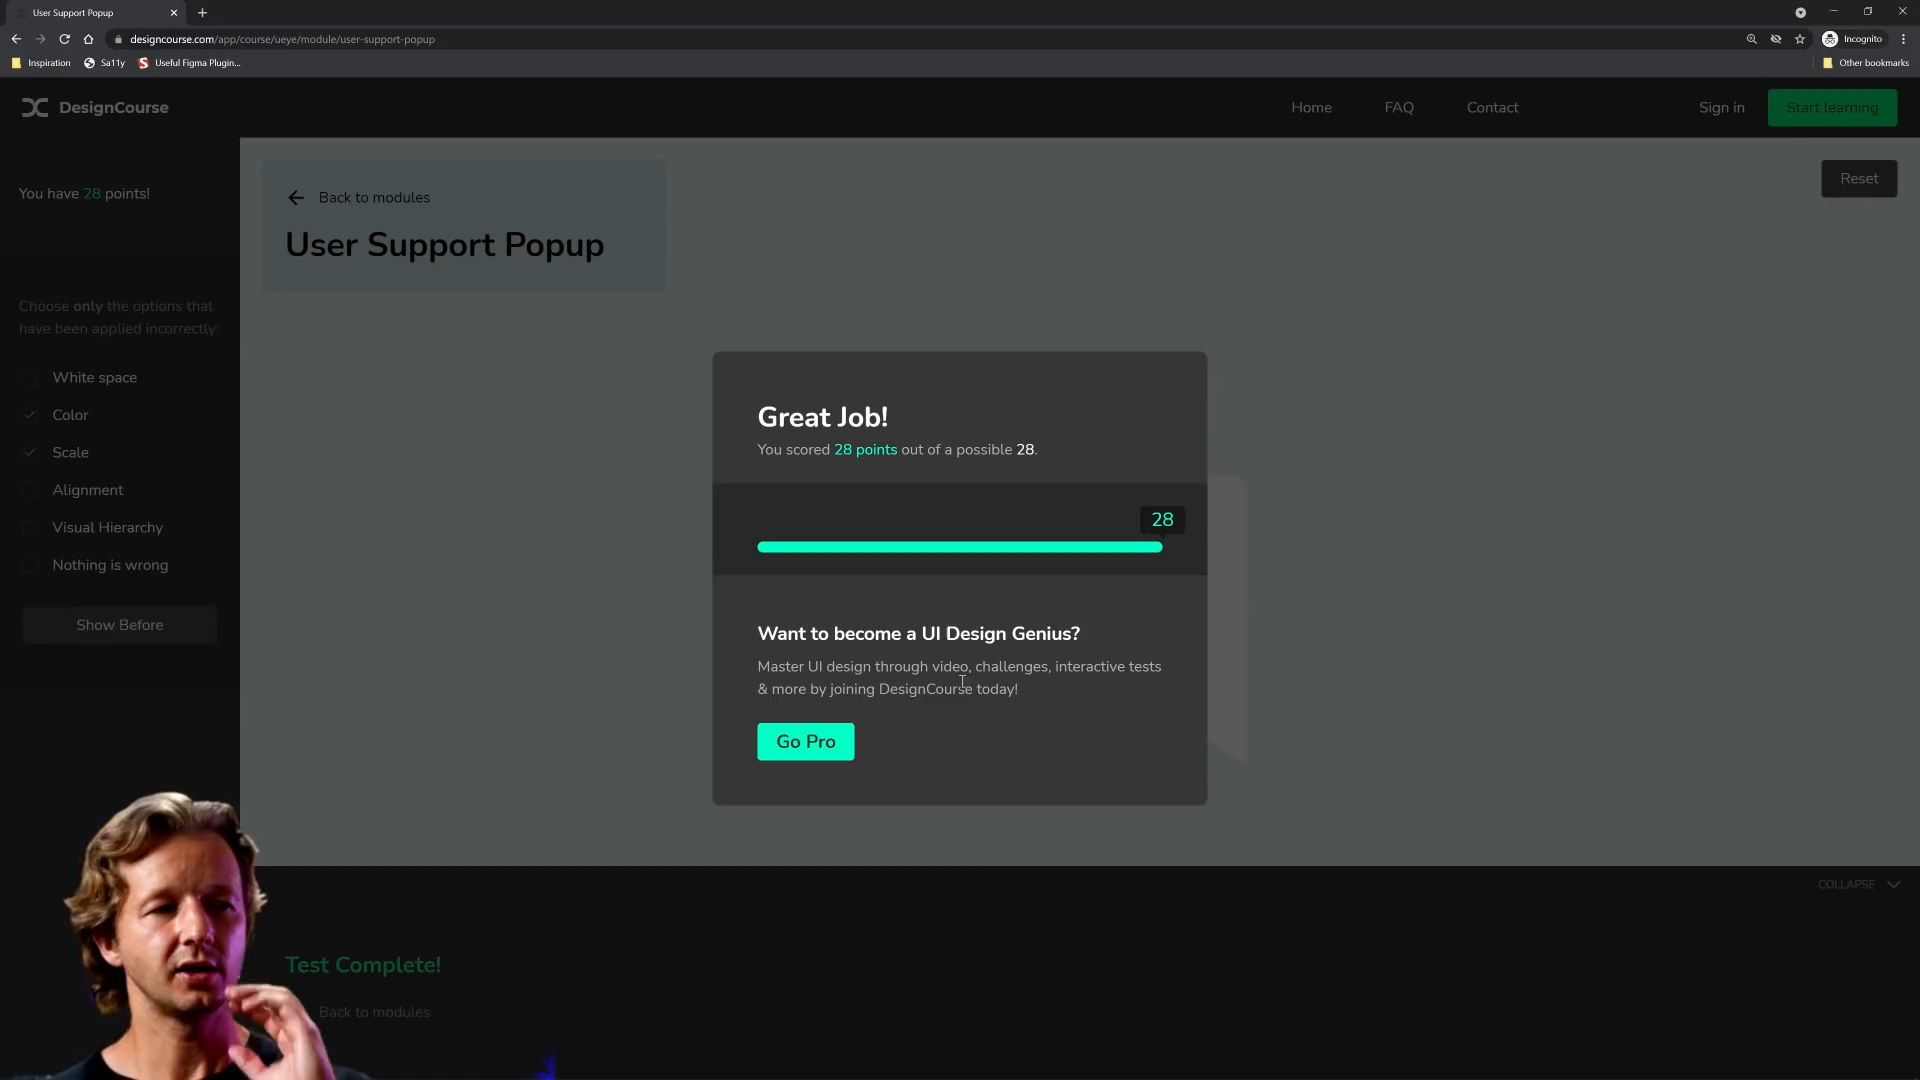 User Support Popup
designcourse.com/app/course/ueye/module/user-support-popup
Incognito
Inspiration
Sa11y
Useful Figma Plugin...
Other bookmarks
DesignCourse
Home
FAQ
Contact
Sign in
Start learning
You have 28 points!
Back to modules
User Support Popup
Reset
Choose only the options that
have been applied incorrectly:
White space
Color
Scale
Alignment
Visual Hierarchy
Nothing is wrong
Show Before
Great Job!
You scored 28 points out of a possible 28.
28
Want to become a UI Design Genius?
Master UI design through video, challenges, interactive tests
& more by joining DesignCourse today!
Go Pro
COLLAPSE
Test Complete!
Back to modules